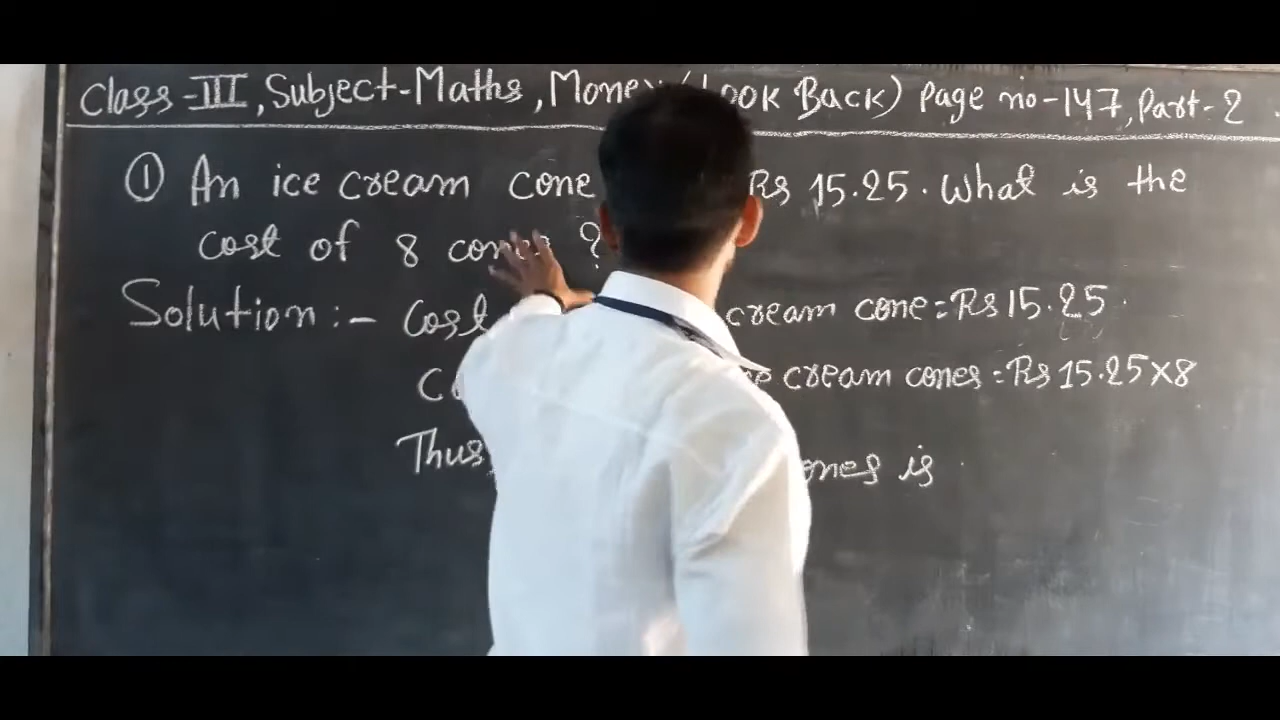 Class-III, Subject-Maths, Money (Look Back) Page no-147, Part-2
① An ice cream cone Rs 15.25. What is the
cost of 8 cones ?
Solution :- Cost cream cone=Rs 15.25
cream cones=Rs 15.25×8
Thus is